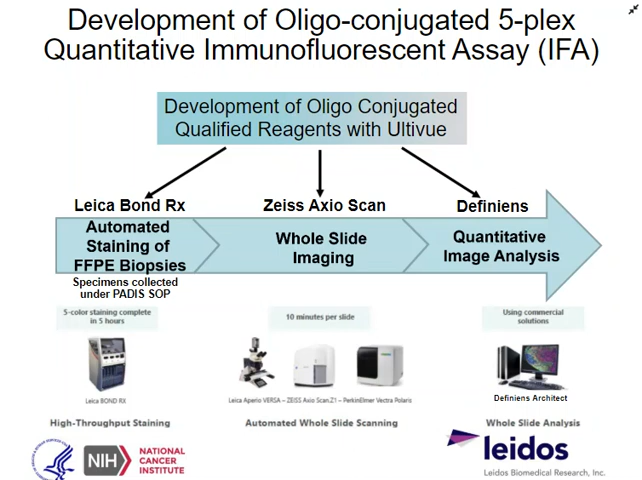 Development of Oligo-conjugated 5-plex
Quantitative Immunofluorescent Assay (IFA)
Development of Oligo Conjugated
Qualified Reagents with Ultivue
Leica Bond Rx
Zeiss Axio Scan
Definiens
Automated
Staining of
FFPE Biopsies
Whole Slide
Imaging
Quantitative
Image Analysis
Specimens collected
under PADIS SOP
5-color staining complete
in 5 hours
10 minutes per slide
Using commercial
solutions
Leica BOND RX
Leica Aperio VERSA – ZEISS Axio Scan.Z1 – PerkinElmer Vectra Polaris
Definiens Architect
High-Throughput Staining
Automated Whole Slide Scanning
Whole Slide Analysis
NIH
NATIONAL
CANCER
INSTITUTE
leidos
Leidos Biomedical Research, Inc.